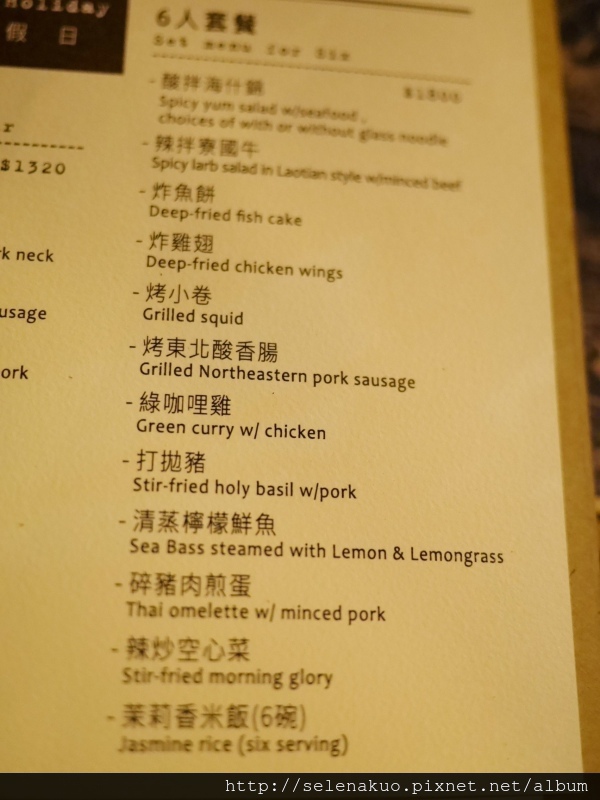 Holiday
假日
r
$1320
rk neck
usage
ork
6人套餐
Set menu for Six
- 酸拌海什錦 $1800
Spicy yum salad w/seafood ,
choices of with or without glass noodle
- 辣拌寮國牛
Spicy larb salad in Laotian style w/minced beef
- 炸魚餅
Deep-fried fish cake
- 炸雞翅
Deep-fried chicken wings
- 烤小卷
Grilled squid
- 烤東北酸香腸
Grilled Northeastern pork sausage
- 綠咖哩雞
Green curry w/ chicken
- 打拋豬
Stir-fried holy basil w/pork
- 清蒸檸檬鮮魚
Sea Bass steamed with Lemon & Lemongrass
- 碎豬肉煎蛋
Thai omelette w/ minced pork
- 辣炒空心菜
Stir-fried morning glory
- 茉莉香米飯(6碗)
Jasmine rice (six serving)
http://selenakuo.pixnet.net/album